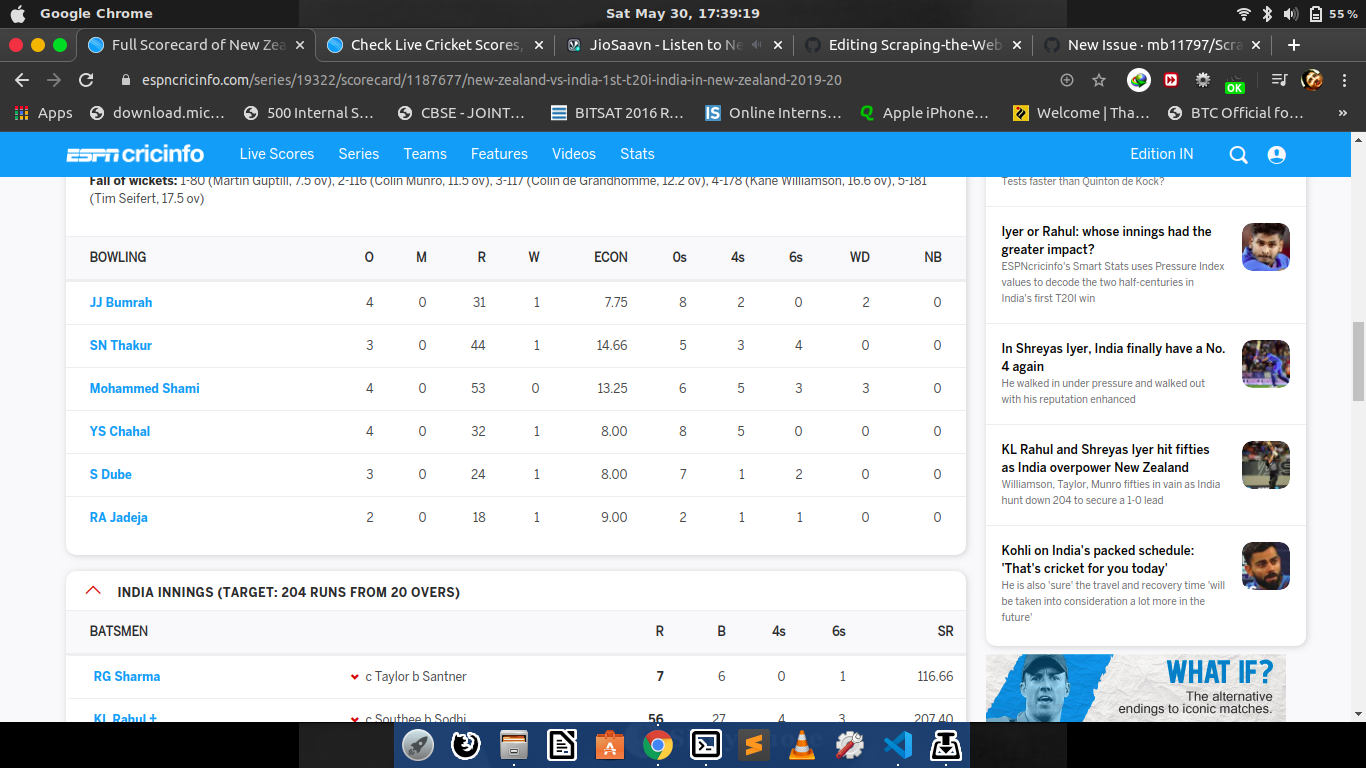 Google Chrome
Sat May 30, 17:39:19
55 %
Full Scorecard of New Zea
Check Live Cricket Scores,
JioSaavn - Listen to Ne
Editing Scraping-the-Web
New Issue · mb11797/Scra
espncricinfo.com/series/19322/scorecard/1187677/new-zealand-vs-india-1st-t20i-india-in-new-zealand-2019-20
OK
Apps
download.mic...
500 Internal S...
CBSE - JOINT...
BITSAT 2016 R...
IS Online Interns...
Apple iPhone...
Welcome | Tha...
BTC Official fo...
»
ESPN cricinfo
Live Scores
Series
Teams
Features
Videos
Stats
Edition IN
Fall of wickets: 1-80 (Martin Guptill, 7.5 ov), 2-116 (Colin Munro, 11.5 ov), 3-117 (Colin de Grandhomme, 12.2 ov), 4-178 (Kane Williamson, 16.6 ov), 5-181
(Tim Seifert, 17.5 ov)
BOWLING O M R W ECON 0s 4s 6s WD NB
JJ Bumrah 4 0 31 1 7.75 8 2 0 2 0
SN Thakur 3 0 44 1 14.66 5 3 4 0 0
Mohammed Shami 4 0 53 0 13.25 6 5 3 3 0
YS Chahal 4 0 32 1 8.00 8 5 0 0 0
S Dube 3 0 24 1 8.00 7 1 2 0 0
RA Jadeja 2 0 18 1 9.00 2 1 1 0 0
INDIA INNINGS (TARGET: 204 RUNS FROM 20 OVERS)
BATSMEN R B 4s 6s SR
RG Sharma c Taylor b Santner 7 6 0 1 116.66
KL Rahul † c Southee b Sodhi 56 27 4 3 207.40
Tests faster than Quinton de Kock?
Iyer or Rahul: whose innings had the
greater impact?
ESPNcricinfo's Smart Stats uses Pressure Index
values to decode the two half-centuries in
India's first T20I win
In Shreyas Iyer, India finally have a No.
4 again
He walked in under pressure and walked out
with his reputation enhanced
KL Rahul and Shreyas Iyer hit fifties
as India overpower New Zealand
Williamson, Taylor, Munro fifties in vain as India
hunt down 204 to secure a 1-0 lead
Kohli on India's packed schedule:
'That's cricket for you today'
He is also 'sure' the travel and recovery time 'will
be taken into consideration a lot more in the
future'
WHAT IF?
The alternative
endings to iconic matches.